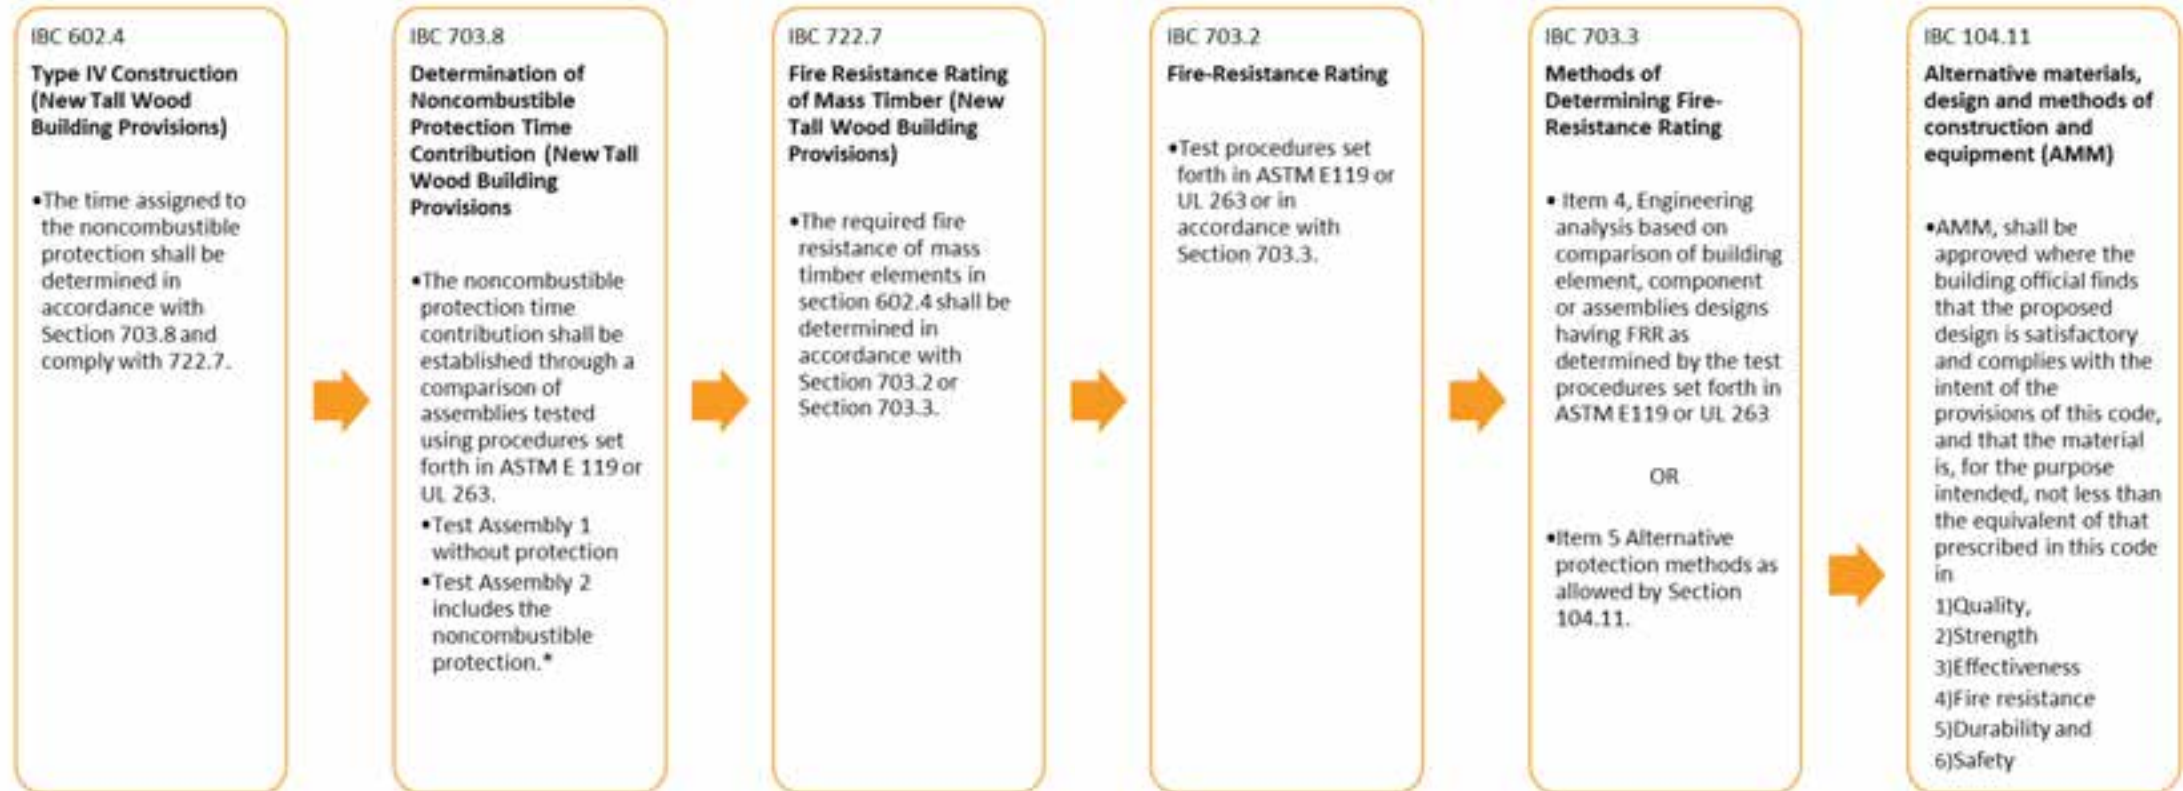 IBC 602.4
Type IV Construction
(New Tall Wood
Building Provisions)
•The time assigned to
the noncombustible
protection shall be
determined in
accordance with
Section 703.8 and
comply with 722.7.
IBC 703.8
Determination of
Noncombustible
Protection Time
Contribution (New Tall
Wood Building
Provisions
•The noncombustible
protection time
contribution shall be
established through a
comparison of
assemblies tested
using procedures set
forth in ASTM E 119 or
UL 263.
•Test Assembly 1
without protection
•Test Assembly 2
includes the
noncombustible
protection.*
IBC 722.7
Fire Resistance Rating
of Mass Timber (New
Tall Wood Building
Provisions)
•The required fire
resistance of mass
timber elements in
section 602.4 shall be
determined in
accordance with
Section 703.2 or
Section 703.3.
IBC 703.2
Fire-Resistance Rating
•Test procedures set
forth in ASTM E119 or
UL 263 or in
accordance with
Section 703.3.
IBC 703.3
Methods of
Determining Fire-
Resistance Rating
• Item 4, Engineering
analysis based on
comparison of building
element, component
or assemblies designs
having FRR as
determined by the test
procedures set forth in
ASTM E119 or UL 263
OR
•Item 5 Alternative
protection methods as
allowed by Section
104.11.
IBC 104.11
Alternative materials,
design and methods of
construction and
equipment (AMM)
•AMM, shall be
approved where the
building official finds
that the proposed
design is satisfactory
and complies with the
intent of the
provisions of this code,
and that the material
is, for the purpose
intended, not less than
the equivalent of that
prescribed in this code
in
1)Quality,
2)Strength
3)Effectiveness
4)Fire resistance
5)Durability and
6)Safety